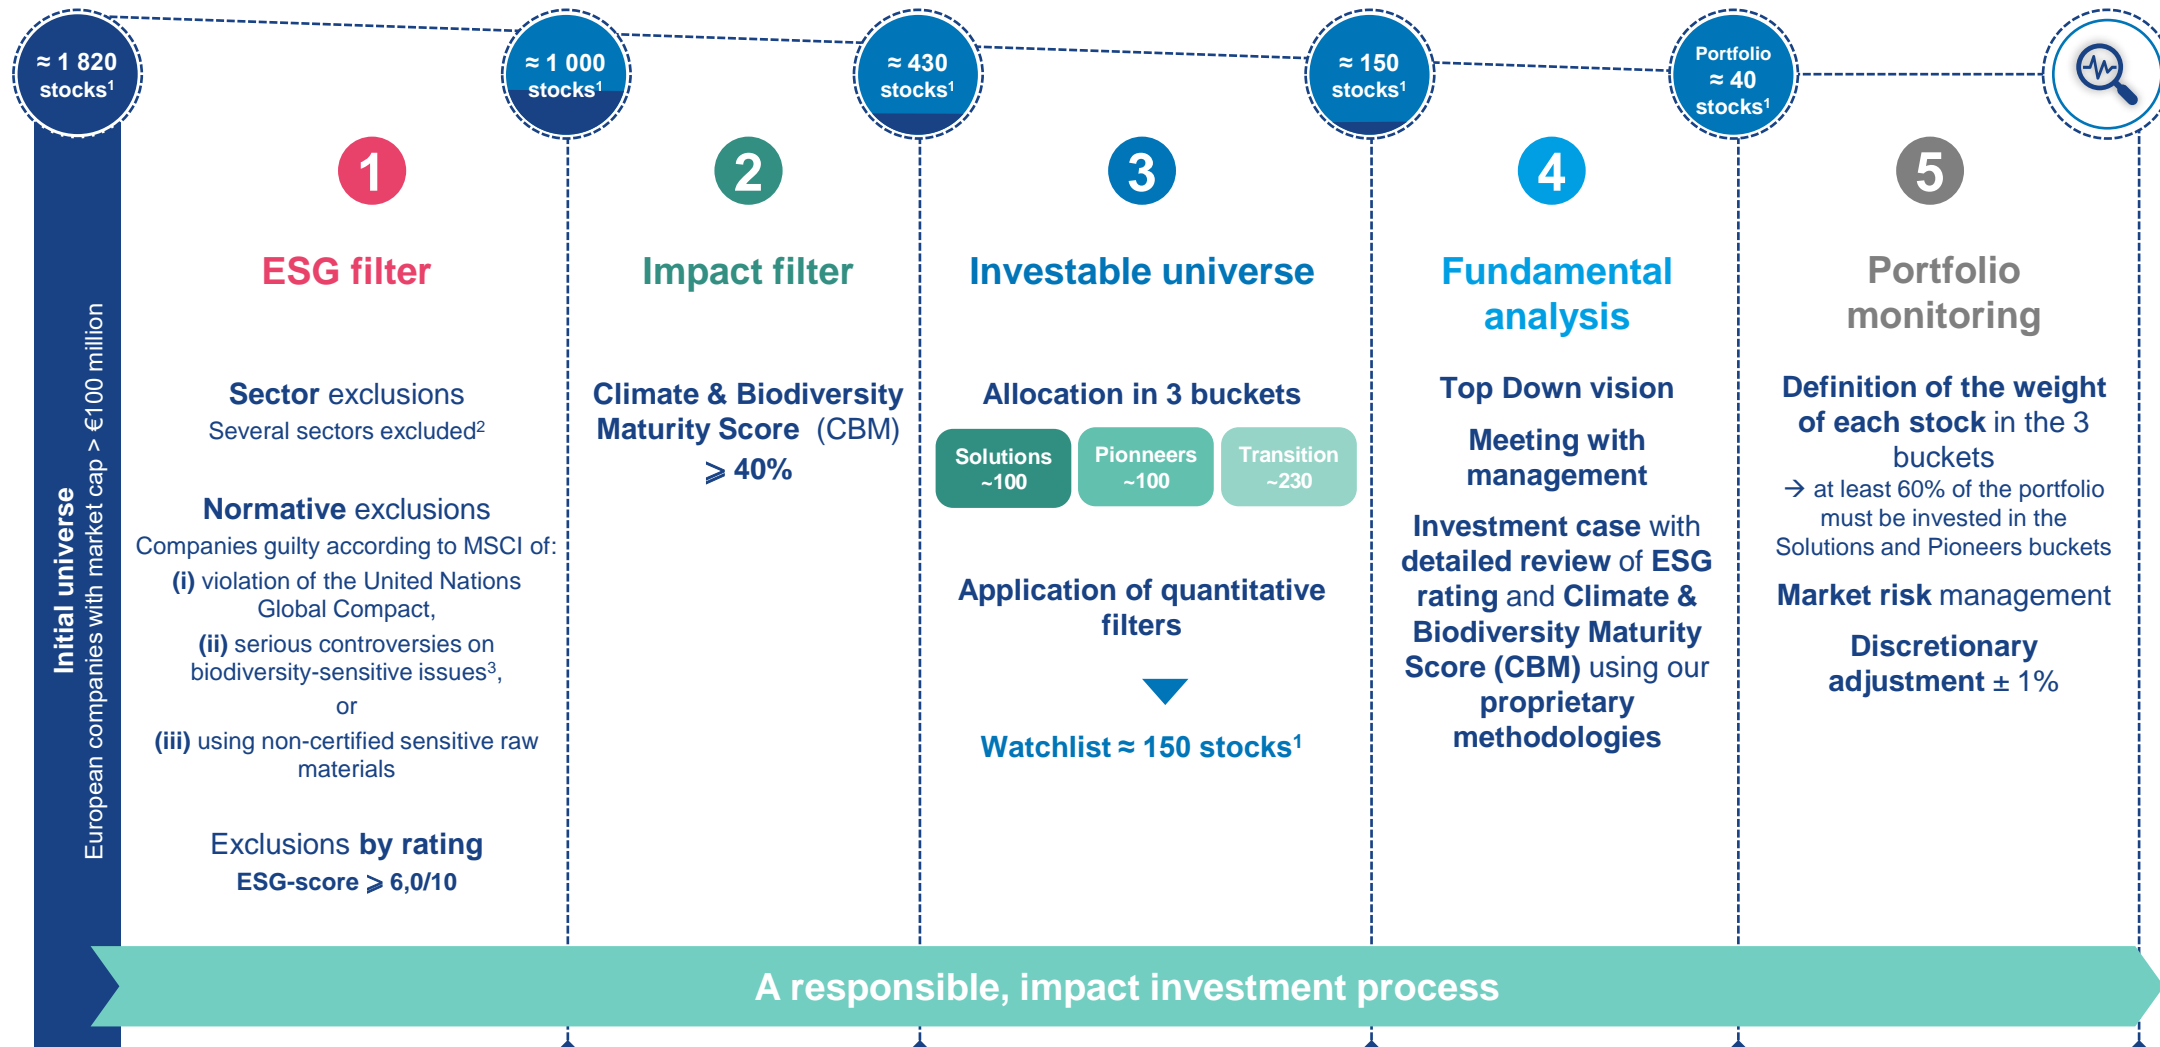 ≈ 1 820
stocks¹
≈ 1 000
stocks¹
≈ 430
stocks¹
≈ 150
stocks¹
Portfolio
≈ 40
stocks¹
Initial universe
European companies with market cap > €100 million
1
ESG filter
Sector exclusions
Several sectors excluded²
Normative exclusions
Companies guilty according to MSCI of:
(i) violation of the United Nations
Global Compact,
(ii) serious controversies on
biodiversity-sensitive issues³,
or
(iii) using non-certified sensitive raw
materials
Exclusions by rating
ESG-score ⩾ 6,0/10
2
Impact filter
Climate & Biodiversity
Maturity Score (CBM)
⩾ 40%
3
Investable universe
Allocation in 3 buckets
Solutions
~100
Pionneers
~100
Transition
~230
Application of quantitative
filters
Watchlist ≈ 150 stocks¹
4
Fundamental
analysis
Top Down vision
Meeting with
management
Investment case with
detailed review of ESG
rating and Climate &
Biodiversity Maturity
Score (CBM) using our
proprietary
methodologies
5
Portfolio
monitoring
Definition of the weight
of each stock in the 3
buckets
→ at least 60% of the portfolio
must be invested in the
Solutions and Pioneers buckets
Market risk management
Discretionary
adjustment ± 1%
A responsible, impact investment process